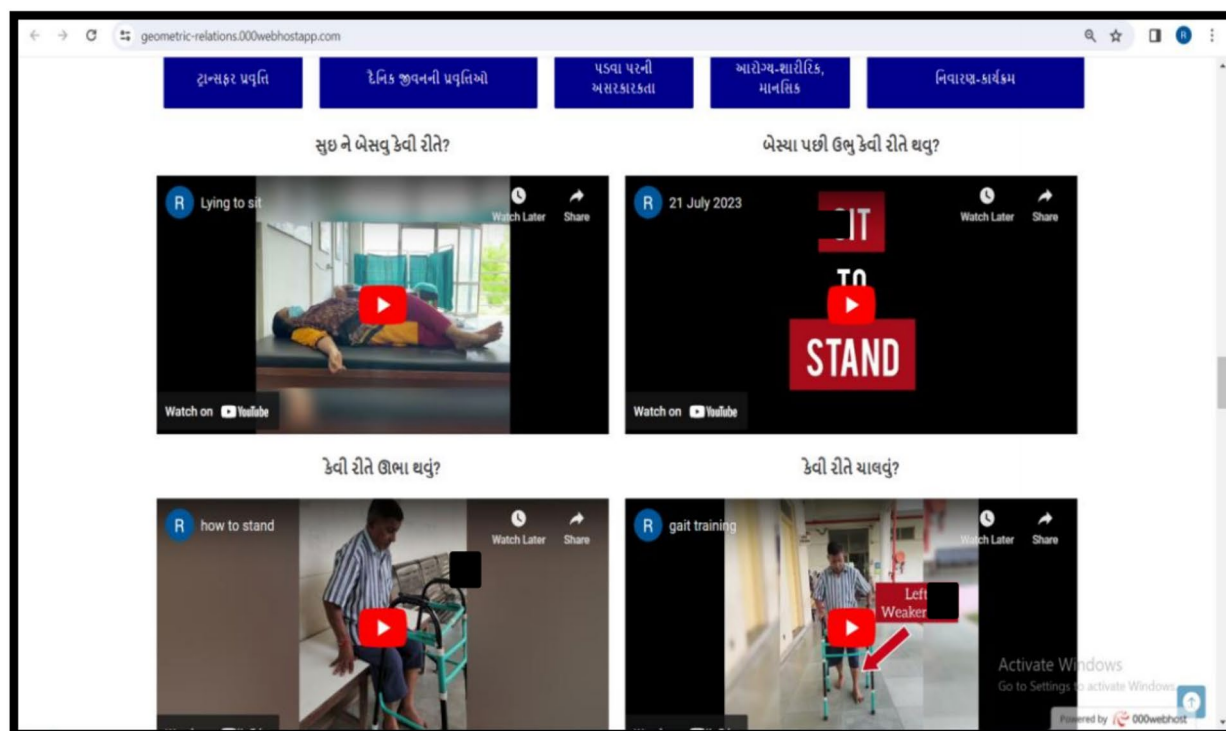 geometric-relations.000webhostapp.com
R
ટ્રાન્સફર પ્રવૃત્તિ
દૈનિક જીવનની પ્રવૃત્તિઓ
પડવા પરની
અસરકારકતા
આરોગ્ય-શારીરિક,
માનસિક
નિવારણ-કાર્યક્રમ
સુઇ ને બેસવુ કેવી રીતે?
બેસ્યા પછી ઉભુ કેવી રીતે થવુ?
R Lying to sit
Watch Later
Share
Watch on YouTube
R 21 July 2023
Watch Later
Share
TO
STAND
Watch on YouTube
કેવી રીતે ઊભા થવું?
કેવી રીતે ચાલવું?
R how to stand
Watch Later
Share
R gait training
Watch Later
Share
Left
Weaker
Activate Windows
Go to Settings to activate Windows.
Powered by 000webhost